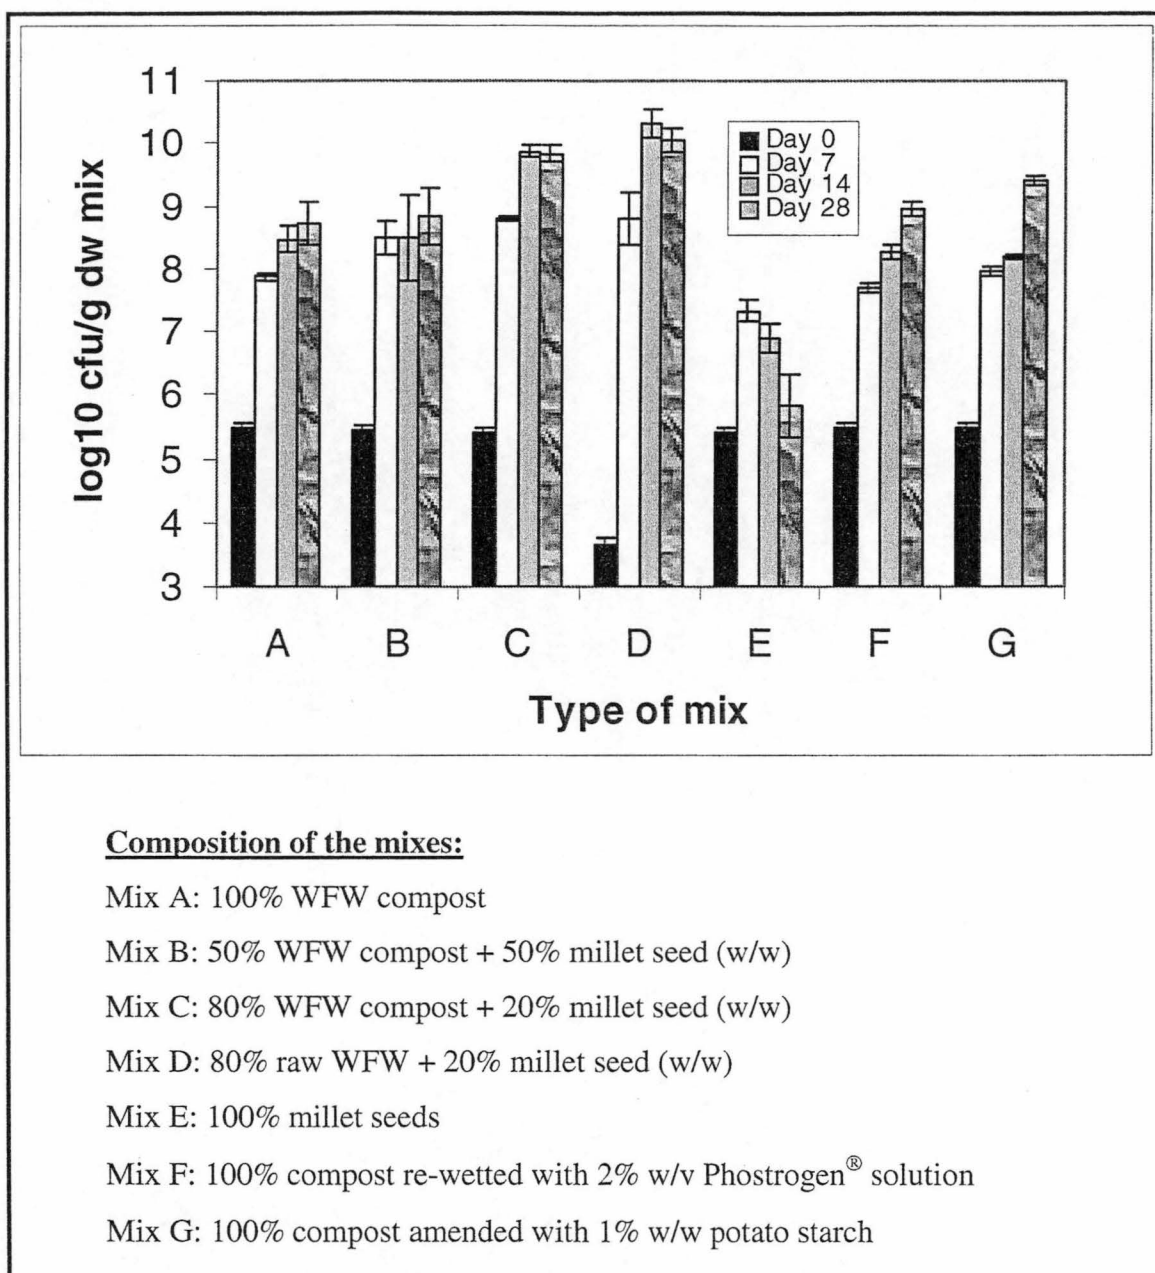 11
10
9
8
7
6
5
4
3
log10 cfu/g dw mix
Day 0
Day 7
Day 14
Day 28
A B C D E F G
Type of mix
Composition of the mixes:
Mix A: 100% WFW compost
Mix B: 50% WFW compost + 50% millet seed (w/w)
Mix C: 80% WFW compost + 20% millet seed (w/w)
Mix D: 80% raw WFW + 20% millet seed (w/w)
Mix E: 100% millet seeds
Mix F: 100% compost re-wetted with 2% w/v Phostrogen® solution
Mix G: 100% compost amended with 1% w/w potato starch